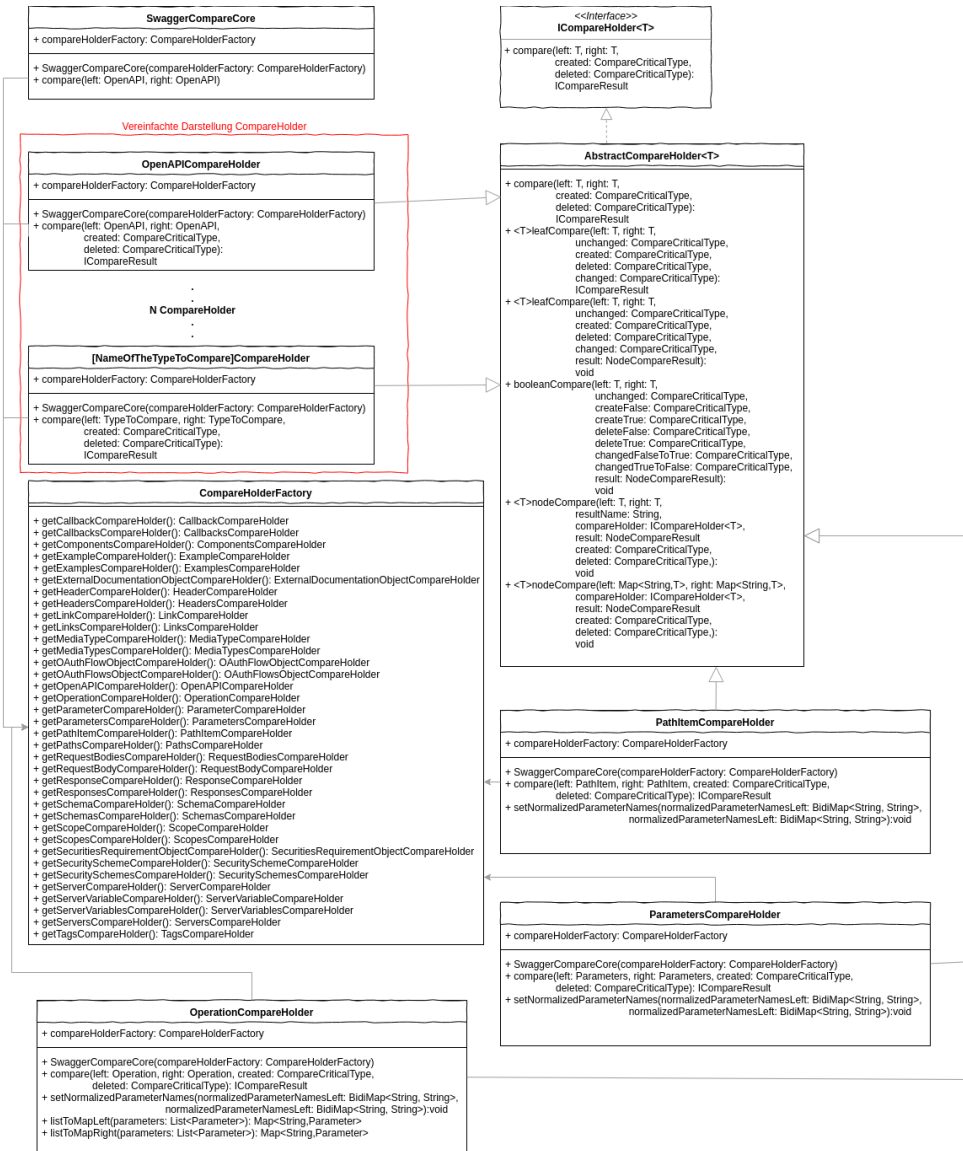 SwaggerCompareCore
+ compareHolderFactory: CompareHolderFactory
+ SwaggerCompareCore(compareHolderFactory: CompareHolderFactory)
+ compare(left: OpenAPI, right: OpenAPI)
<<Interface>>
ICompareHolder<T>
+ compare(left: T, right: T,
created: CompareCriticalType,
deleted: CompareCriticalType):
ICompareResult
Vereinfachte Darstellung CompareHolder
OpenAPICompareHolder
+ compareHolderFactory: CompareHolderFactory
+ SwaggerCompareCore(compareHolderFactory: CompareHolderFactory)
+ compare(left: OpenAPI, right: OpenAPI,
created: CompareCriticalType,
deleted: CompareCriticalType):
ICompareResult
.
.
N CompareHolder
.
.
[NameOfTheTypeToCompare]CompareHolder
+ compareHolderFactory: CompareHolderFactory
+ SwaggerCompareCore(compareHolderFactory: CompareHolderFactory)
+ compare(left: TypeToCompare, right: TypeToCompare,
created: CompareCriticalType,
deleted: CompareCriticalType):
ICompareResult
AbstractCompareHolder<T>
+ compare(left: T, right: T,
created: CompareCriticalType,
deleted: CompareCriticalType):
ICompareResult
+ <T>leafCompare(left: T, right: T,
unchanged: CompareCriticalType,
created: CompareCriticalType,
deleted: CompareCriticalType,
changed: CompareCriticalType):
ICompareResult
+ <T>leafCompare(left: T, right: T,
unchanged: CompareCriticalType,
created: CompareCriticalType,
deleted: CompareCriticalType,
changed: CompareCriticalType,
result: NodeCompareResult):
void
+ booleanCompare(left: T, right: T,
unchanged: CompareCriticalType,
createFalse: CompareCriticalType,
createTrue: CompareCriticalType,
deleteFalse: CompareCriticalType,
deleteTrue: CompareCriticalType,
changedFalseToTrue: CompareCriticalType,
changedTrueToFalse: CompareCriticalType,
result: NodeCompareResult):
void
+ <T>nodeCompare(left: T, right: T,
resultName: String,
compareHolder: ICompareHolder<T>,
result: NodeCompareResult
created: CompareCriticalType,
deleted: CompareCriticalType,):
void
+ <T>nodeCompare(left: Map<String,T>, right: Map<String,T>,
compareHolder: ICompareHolder<T>,
result: NodeCompareResult
created: CompareCriticalType,
deleted: CompareCriticalType,):
void
CompareHolderFactory
+ getCallbackCompareHolder(): CallbackCompareHolder
+ getCallbacksCompareHolder(): CallbacksCompareHolder
+ getComponentsCompareHolder(): ComponentsCompareHolder
+ getExampleCompareHolder(): ExampleCompareHolder
+ getExamplesCompareHolder(): ExamplesCompareHolder
+ getExternalDocumentationObjectCompareHolder(): ExternalDocumentationObjectCompareHolder
+ getHeaderCompareHolder(): HeaderCompareHolder
+ getHeadersCompareHolder(): HeadersCompareHolder
+ getLinkCompareHolder(): LinkCompareHolder
+ getLinksCompareHolder(): LinksCompareHolder
+ getMediaTypeCompareHolder(): MediaTypeCompareHolder
+ getMediaTypesCompareHolder(): MediaTypesCompareHolder
+ getOAuthFlowObjectCompareHolder(): OAuthFlowObjectCompareHolder
+ getOAuthFlowsObjectCompareHolder(): OAuthFlowsObjectCompareHolder
+ getOpenAPICompareHolder(): OpenAPICompareHolder
+ getOperationCompareHolder(): OperationCompareHolder
+ getParameterCompareHolder(): ParameterCompareHolder
+ getParametersCompareHolder(): ParametersCompareHolder
+ getPathItemCompareHolder(): PathItemCompareHolder
+ getPathsCompareHolder(): PathsCompareHolder
+ getRequestBodiesCompareHolder(): RequestBodiesCompareHolder
+ getRequestBodyCompareHolder(): RequestBodyCompareHolder
+ getResponseCompareHolder(): ResponseCompareHolder
+ getResponsesCompareHolder(): ResponsesCompareHolder
+ getSchemaCompareHolder(): SchemaCompareHolder
+ getSchemasCompareHolder(): SchemasCompareHolder
+ getScopeCompareHolder(): ScopeCompareHolder
+ getScopesCompareHolder(): ScopesCompareHolder
+ getSecuritiesRequirementObjectCompareHolder(): SecuritiesRequirementObjectCompareHolder
+ getSecuritySchemeCompareHolder(): SecuritySchemeCompareHolder
+ getSecuritySchemesCompareHolder(): SecuritySchemesCompareHolder
+ getServerCompareHolder(): ServerCompareHolder
+ getServerVariableCompareHolder(): ServerVariableCompareHolder
+ getServerVariablesCompareHolder(): ServerVariablesCompareHolder
+ getServersCompareHolder(): ServersCompareHolder
+ getTagsCompareHolder(): TagsCompareHolder
PathItemCompareHolder
+ compareHolderFactory: CompareHolderFactory
+ SwaggerCompareCore(compareHolderFactory: CompareHolderFactory)
+ compare(left: PathItem, right: PathItem, created: CompareCriticalType,
deleted: CompareCriticalType): ICompareResult
+ setNormalizedParameterNames(normalizedParameterNamesLeft: BidiMap<String, String>,
normalizedParameterNamesLeft: BidiMap<String, String>):void
ParametersCompareHolder
+ compareHolderFactory: CompareHolderFactory
+ SwaggerCompareCore(compareHolderFactory: CompareHolderFactory)
+ compare(left: Parameters, right: Parameters, created: CompareCriticalType,
deleted: CompareCriticalType): ICompareResult
+ setNormalizedParameterNames(normalizedParameterNamesLeft: BidiMap<String, String>,
normalizedParameterNamesLeft: BidiMap<String, String>):void
OperationCompareHolder
+ compareHolderFactory: CompareHolderFactory
+ SwaggerCompareCore(compareHolderFactory: CompareHolderFactory)
+ compare(left: Operation, right: Operation, created: CompareCriticalType,
deleted: CompareCriticalType): ICompareResult
+ setNormalizedParameterNames(normalizedParameterNamesLeft: BidiMap<String, String>,
normalizedParameterNamesLeft: BidiMap<String, String>):void
+ listToMapLeft(parameters: List<Parameter>): Map<String,Parameter>
+ listToMapRight(parameters: List<Parameter>): Map<String,Parameter>